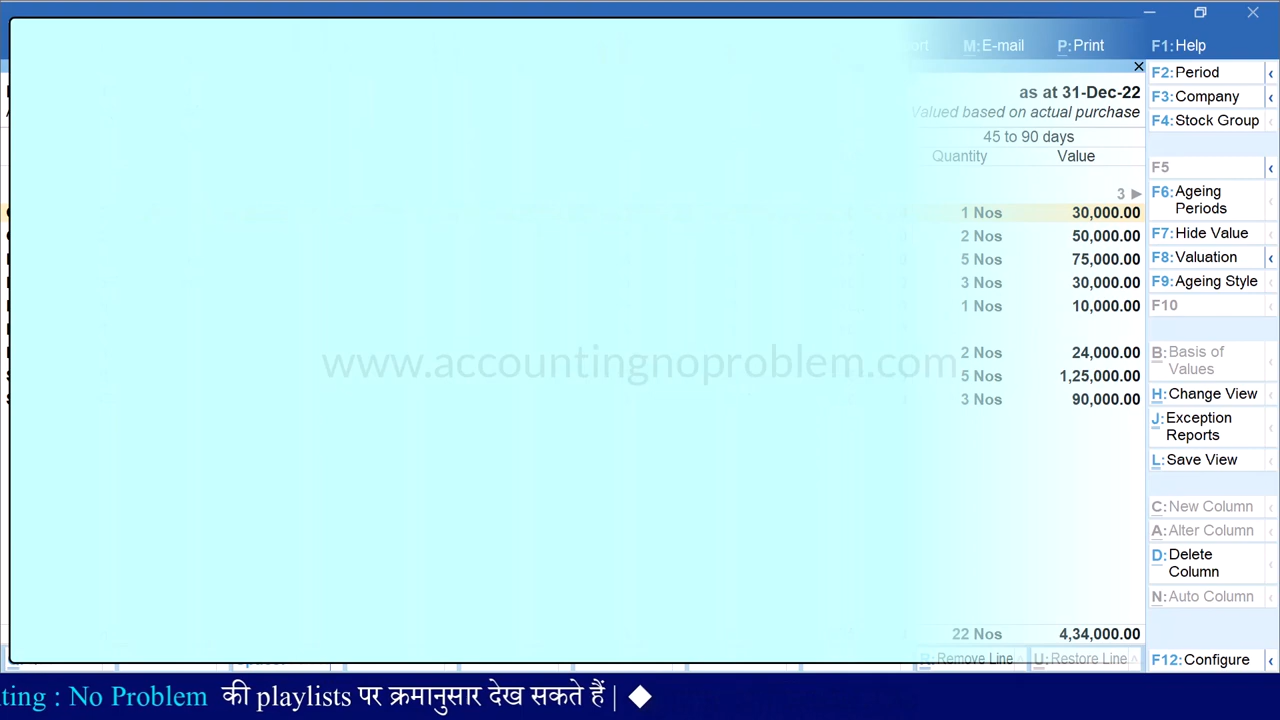 M: E-mail
P: Print
F1: Help
as at 31-Dec-22
Valued based on actual purchase
45 to 90 days
Quantity Value
3 ▶
1 Nos 30,000.00
2 Nos 50,000.00
5 Nos 75,000.00
3 Nos 30,000.00
1 Nos 10,000.00
2 Nos 24,000.00
5 Nos 1,25,000.00
3 Nos 90,000.00
22 Nos 4,34,000.00
R: Remove Line
U: Restore Line
F2: Period
F3: Company
F4: Stock Group
F5
F6: Ageing
Periods
F7: Hide Value
F8: Valuation
F9: Ageing Style
F10
B: Basis of
Values
H: Change View
J: Exception
Reports
L: Save View
C: New Column
A: Alter Column
D: Delete
Column
N: Auto Column
F12: Configure
www.accountingnoproblem.com
ting : No Problem की playlists पर क्रमानुसार देख सकते हैं | ◆